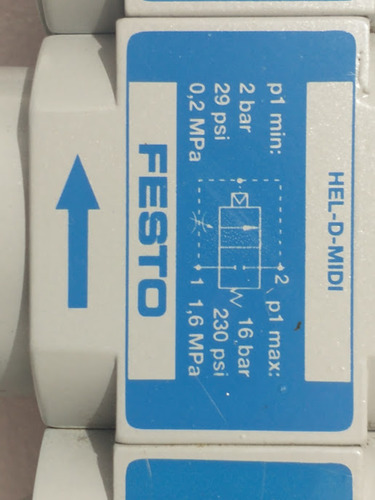 HEL-D-MIDI
p1 min:
2 bar
29 psi
0,2 MPa
2
p1 max:
16 bar
230 psi
1 1,6 MPa
FESTO